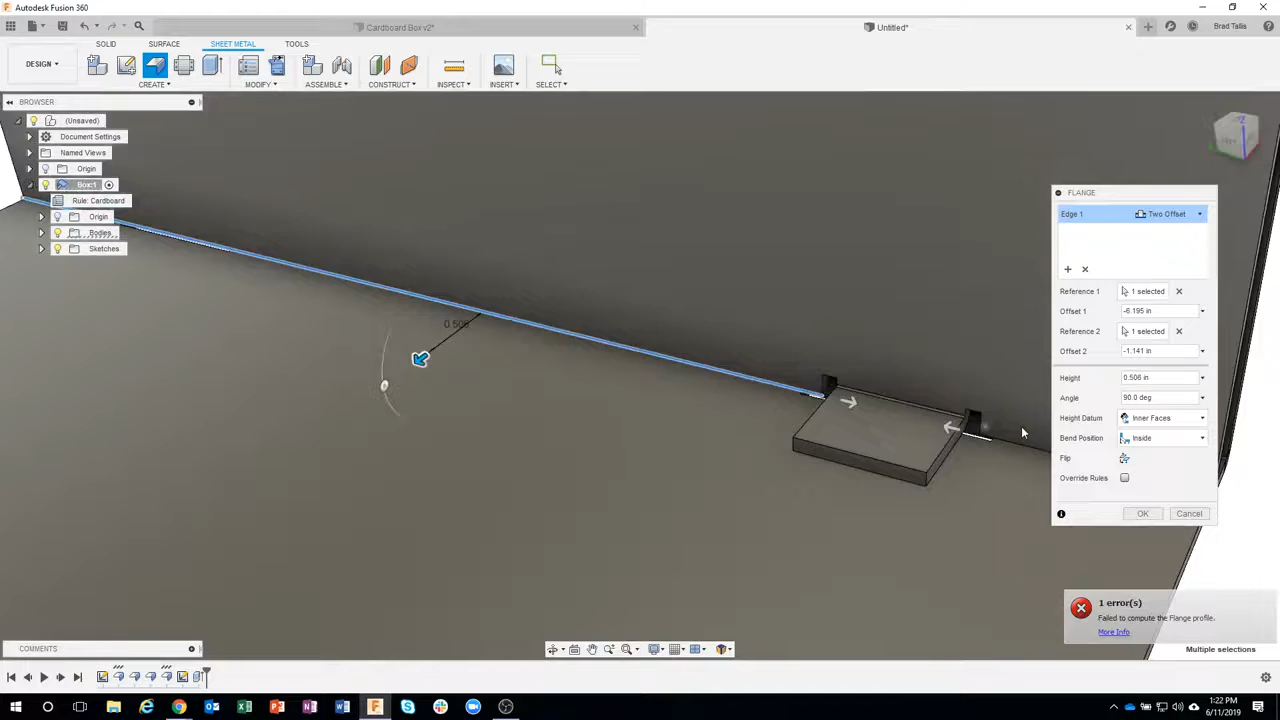 Autodesk Fusion 360
Cardboard Box v2*
Untitled*
Brad Tallis
DESIGN
SOLID
SURFACE
SHEET METAL
TOOLS
CREATE
MODIFY
ASSEMBLE
CONSTRUCT
INSPECT
INSERT
SELECT
BROWSER
(Unsaved)
Document Settings
Named Views
Origin
Box:1
Rule: Cardboard
Origin
Bodies
Sketches
0.506
FLANGE
Edge 1 Two Offset
Reference 1 1 selected
Offset 1 -6.195 in
Reference 2 1 selected
Offset 2 -1.141 in
Height 0.506 in
Angle 90.0 deg
Height Datum Inner Faces
Bend Position Inside
Flip
Override Rules
OK Cancel
1 error(s)
Failed to compute the Flange profile.
More Info
Multiple selections
COMMENTS
1:22 PM
6/11/2019